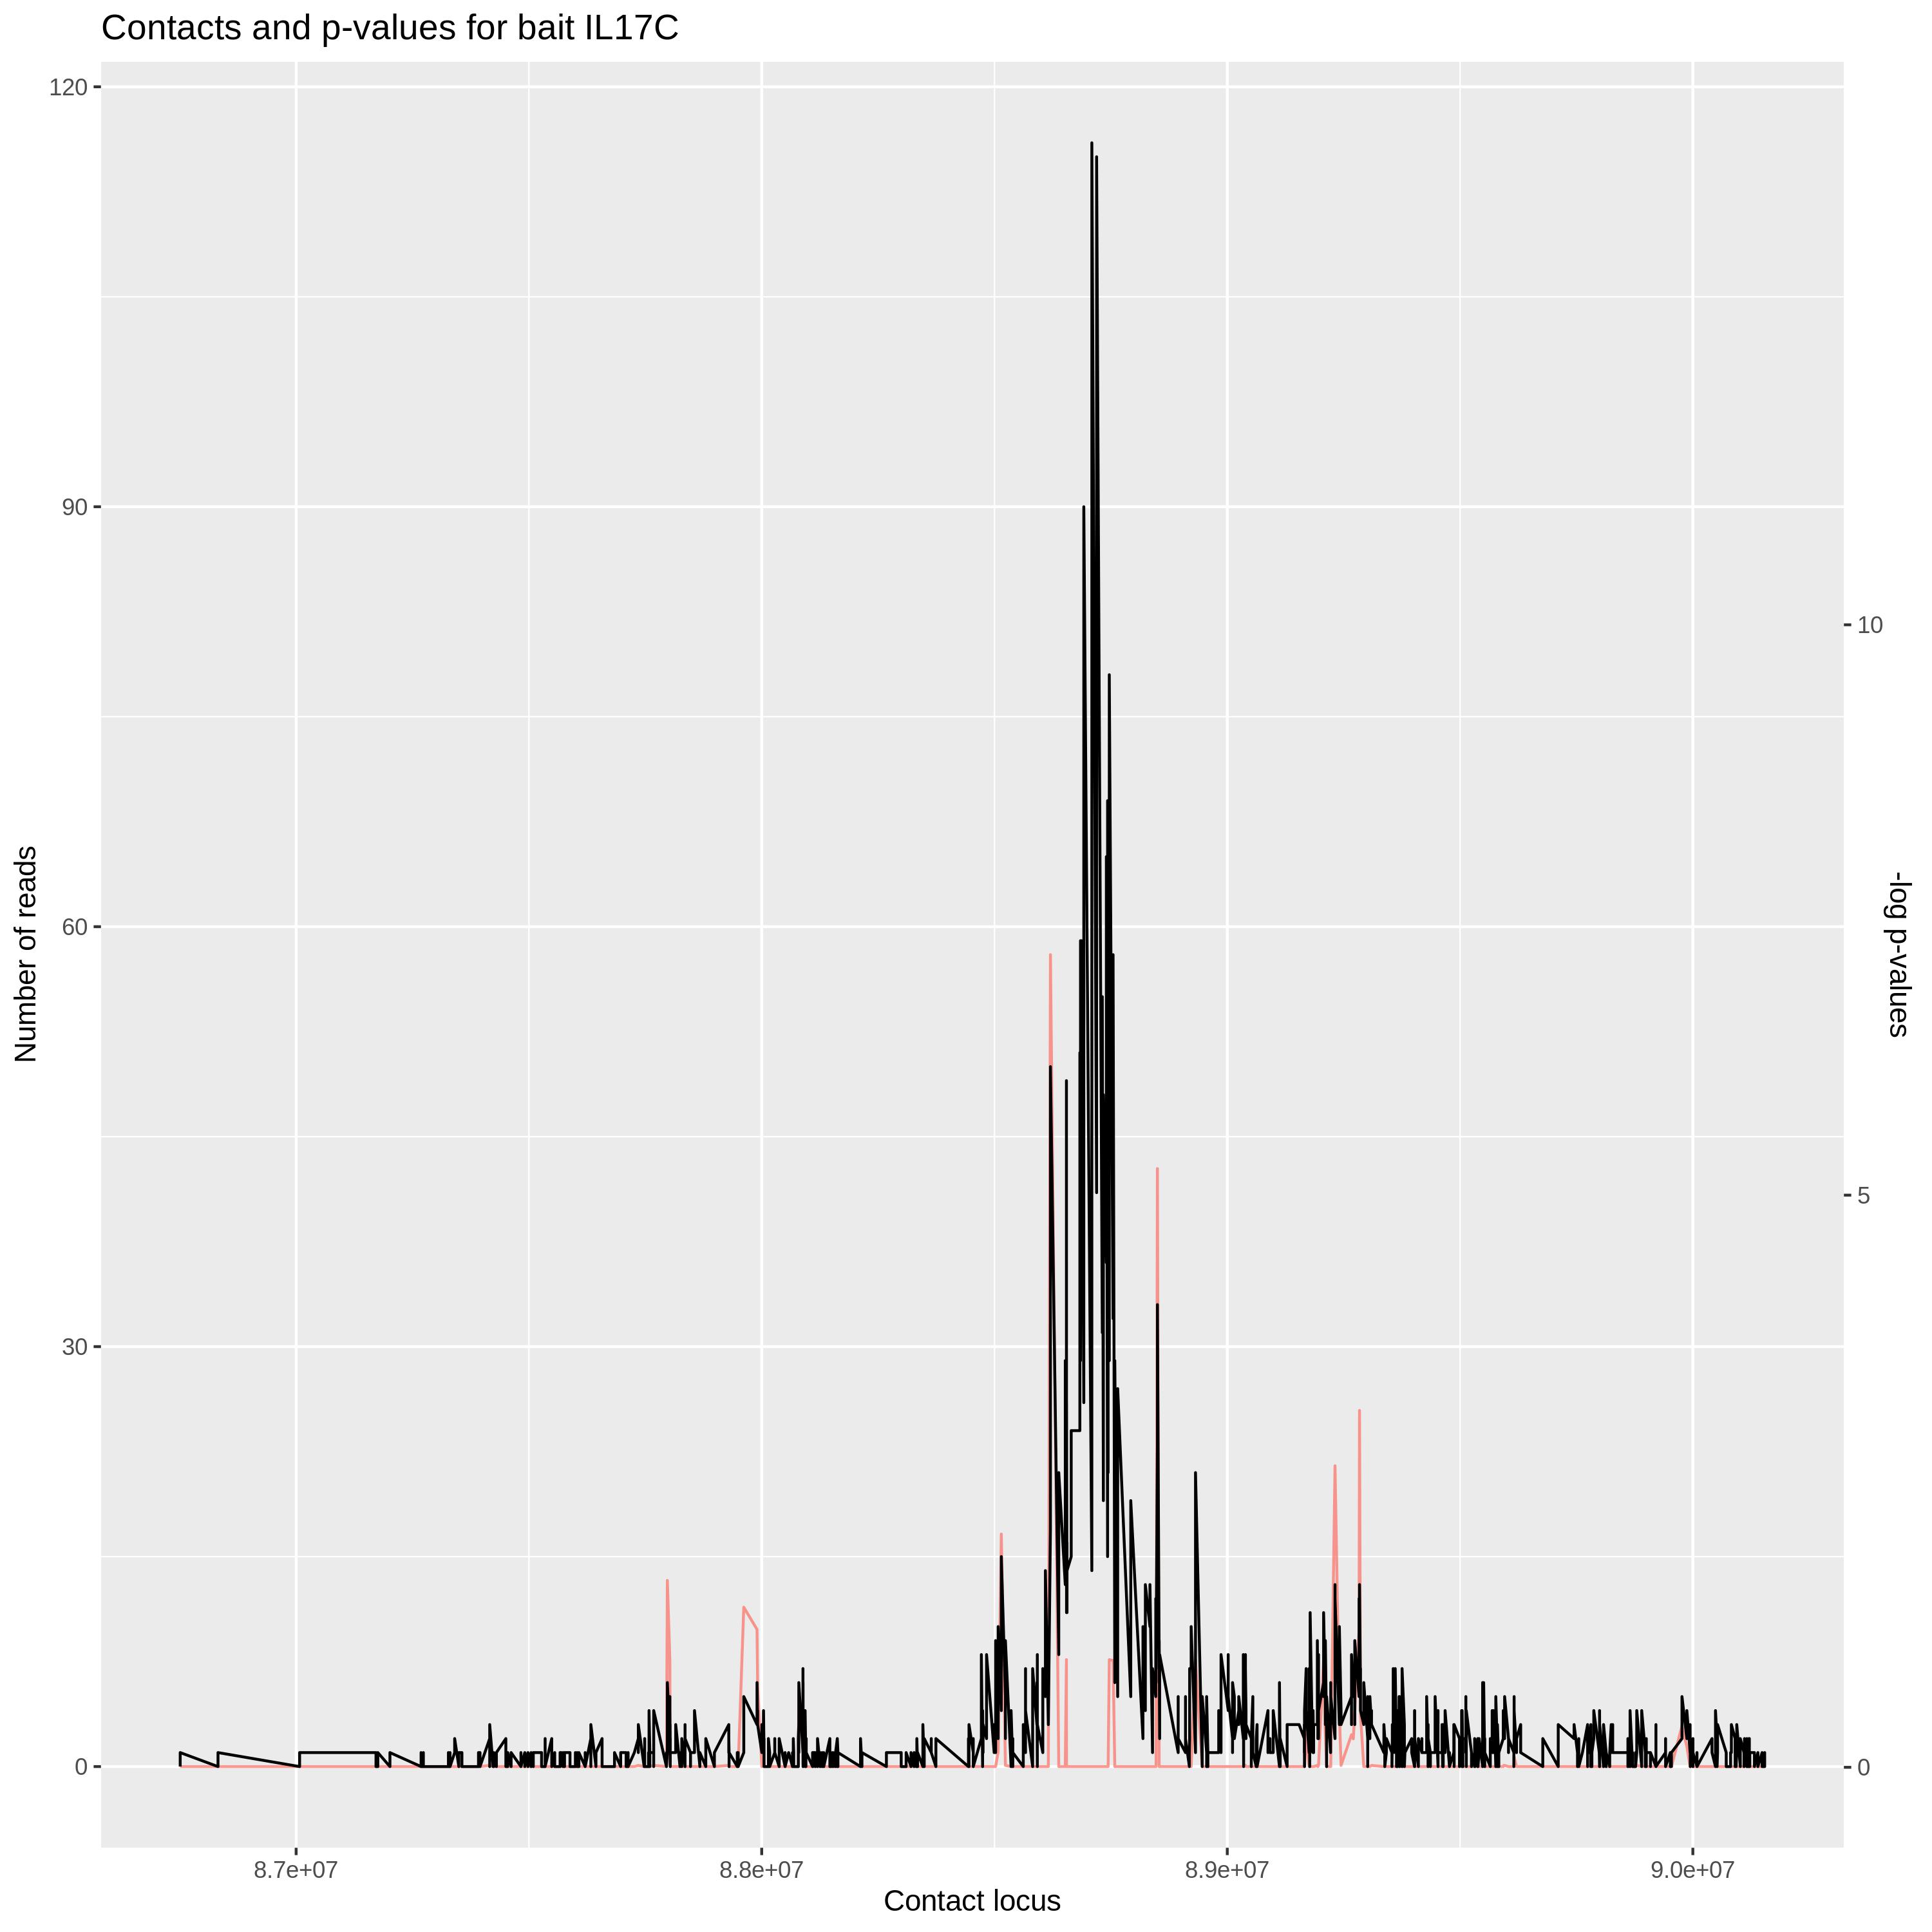 Contacts and p-values for bait IL17C
120
90
60
30
0
Number of reads
10
5
0
-log p-values
8.7e+07
8.8e+07
8.9e+07
9.0e+07
Contact locus